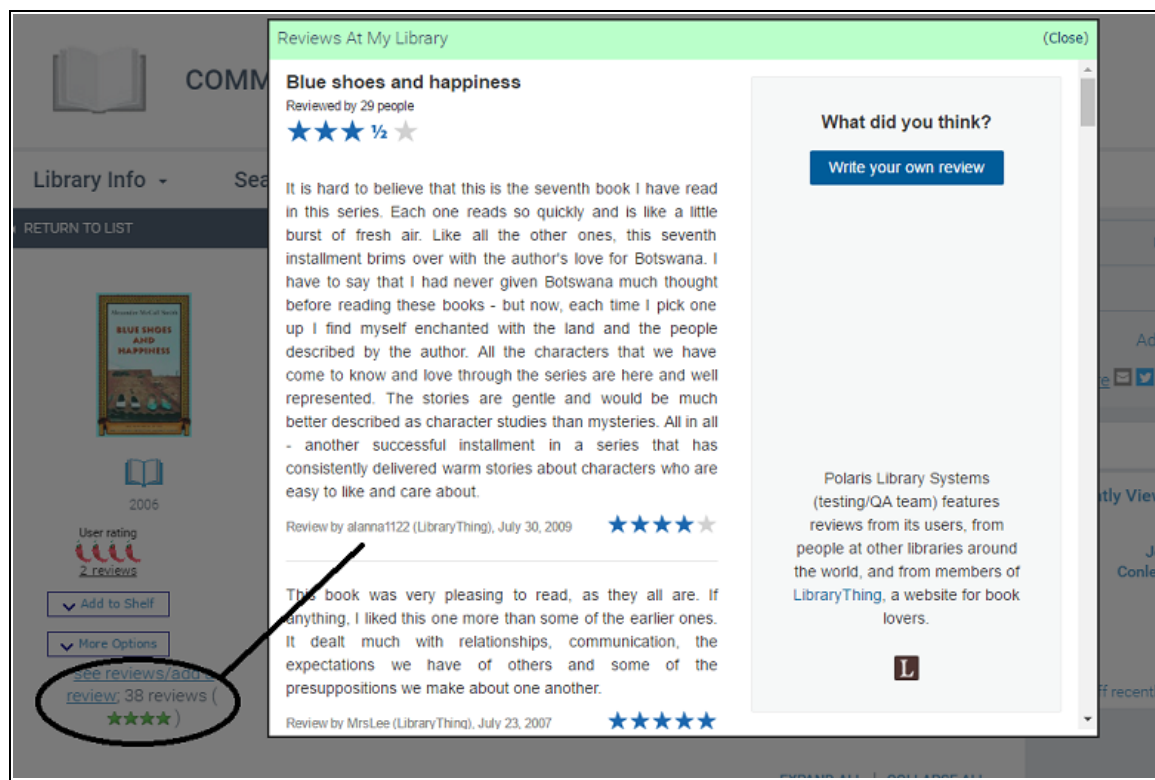 Reviews At My Library
(Close)
COMM
Library Info
Sea
RETURN TO LIST
Alexander McCall Smith
BLUE SHOES
AND
HAPPINESS
2006
User rating
2 reviews
Add to Shelf
More Options
see reviews/add a
review; 38 reviews (
)
Blue shoes and happiness
Reviewed by 29 people
½
It is hard to believe that this is the seventh book I have read
in this series. Each one reads so quickly and is like a little
burst of fresh air. Like all the other ones, this seventh
installment brims over with the author's love for Botswana. I
have to say that I had never given Botswana much thought
before reading these books - but now, each time I pick one
up I find myself enchanted with the land and the people
described by the author. All the characters that we have
come to know and love through the series are here and well
represented. The stories are gentle and would be much
better described as character studies than mysteries. All in all
- another successful installment in a series that has
consistently delivered warm stories about characters who are
easy to like and care about.
Review by alanna1122 (LibraryThing), July 30, 2009
This book was very pleasing to read, as they all are. If
anything, I liked this one more than some of the earlier ones.
It dealt much with relationships, communication, the
expectations we have of others and some of the
presuppositions we make about one another.
Review by MrsLee (LibraryThing), July 23, 2007
What did you think?
Write your own review
Polaris Library Systems
(testing/QA team) features
reviews from its users, from
people at other libraries around
the world, and from members of
LibraryThing, a website for book
lovers.
L
Ad
e
tly View
J
Conle
ff recent
EXPAND ALL | COLLAPSE ALL